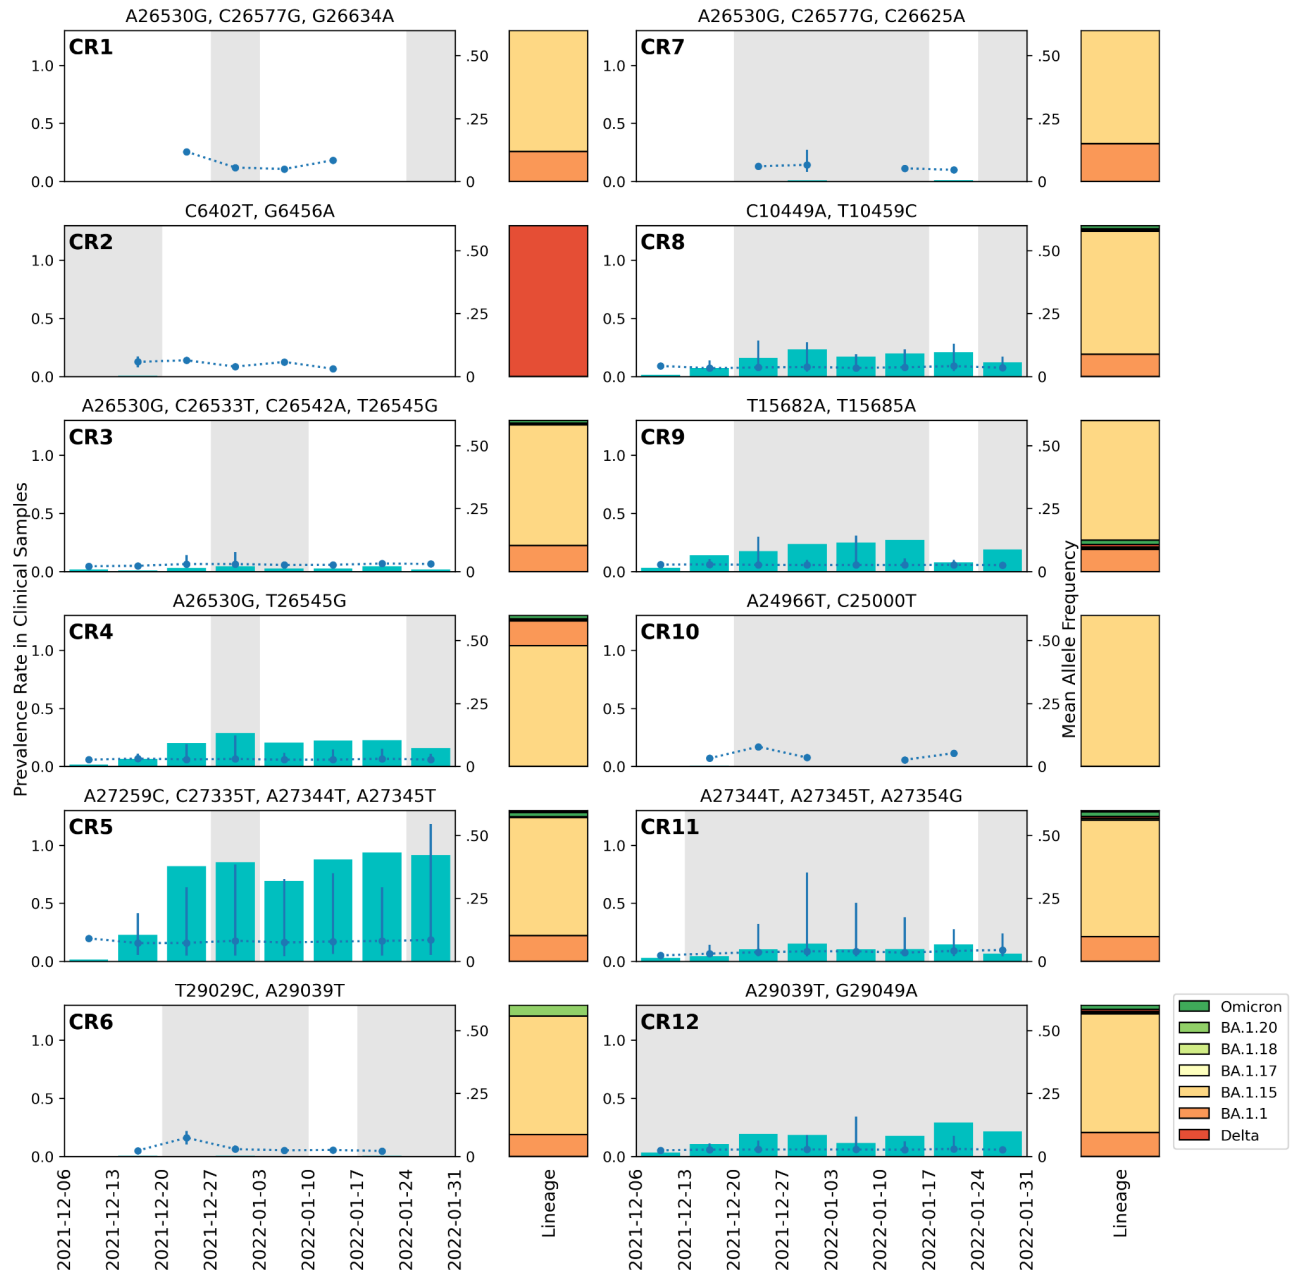 A26530G, C26577G, G26634A
CR1
1.0
0.5
0.0
.50
.25
0
A26530G, C26577G, C26625A
CR7
1.0
0.5
0.0
.50
.25
0
C6402T, G6456A
CR2
1.0
0.5
0.0
.50
.25
0
C10449A, T10459C
CR8
1.0
0.5
0.0
.50
.25
0
A26530G, C26533T, C26542A, T26545G
CR3
1.0
0.5
0.0
.50
.25
0
T15682A, T15685A
CR9
1.0
0.5
0.0
.50
.25
0
Prevalence Rate in Clinical Samples
Mean Allele Frequency
A26530G, T26545G
CR4
1.0
0.5
0.0
.50
.25
0
A24966T, C25000T
CR10
1.0
0.5
0.0
.50
.25
0
A27259C, C27335T, A27344T, A27345T
CR5
1.0
0.5
0.0
.50
.25
0
A27344T, A27345T, A27354G
CR11
1.0
0.5
0.0
.50
.25
0
T29029C, A29039T
CR6
1.0
0.5
0.0
.50
.25
0
A29039T, G29049A
CR12
1.0
0.5
0.0
.50
.25
0
Omicron
BA.1.20
BA.1.18
BA.1.17
BA.1.15
BA.1.1
Delta
2021-12-06
2021-12-13
2021-12-20
2021-12-27
2022-01-03
2022-01-10
2022-01-17
2022-01-24
2022-01-31
Lineage
2021-12-06
2021-12-13
2021-12-20
2021-12-27
2022-01-03
2022-01-10
2022-01-17
2022-01-24
2022-01-31
Lineage